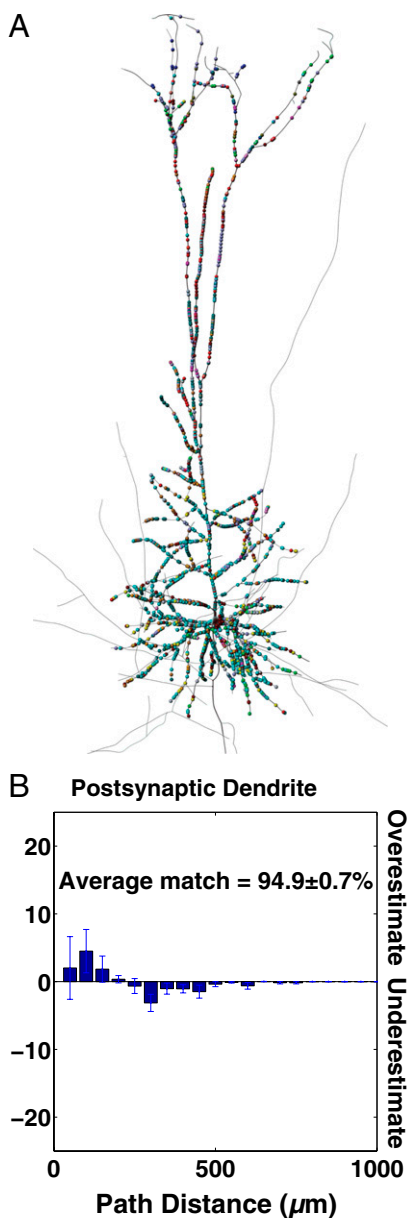 A
B
Postsynaptic Dendrite
20
10
0
−10
−20
Average match = 94.9±0.7%
Overestimate
Underestimate
0
500
1000
Path Distance (µm)